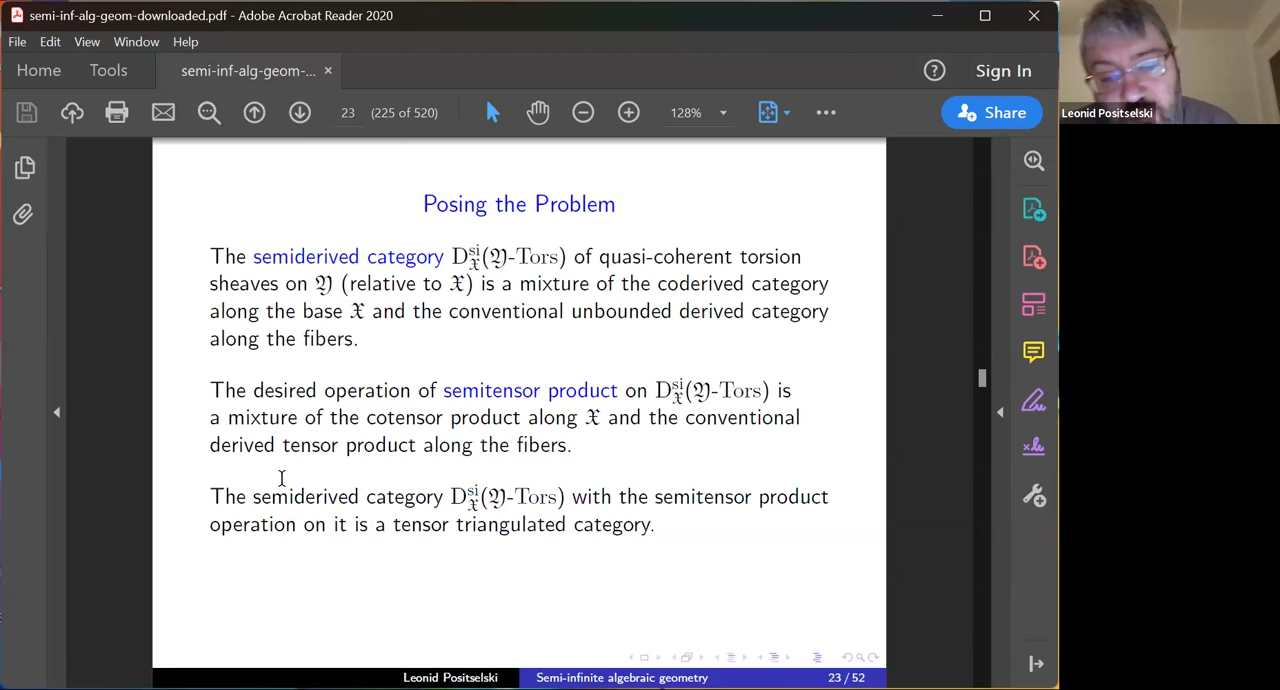 semi-inf-alg-geom-downloaded.pdf - Adobe Acrobat Reader 2020
File Edit View Window Help
Home Tools semi-inf-alg-geom-... × Sign In
23 (225 of 520) 128% Share
Leonid Positselski
Posing the Problem
The semiderived category D^si_𝔛(𝔜-Tors) of quasi-coherent torsion
sheaves on 𝔜 (relative to 𝔛) is a mixture of the coderived category
along the base 𝔛 and the conventional unbounded derived category
along the fibers.
The desired operation of semitensor product on D^si_𝔛(𝔜-Tors) is
a mixture of the cotensor product along 𝔛 and the conventional
derived tensor product along the fibers.
The semiderived category D^si_𝔛(𝔜-Tors) with the semitensor product
operation on it is a tensor triangulated category.
Leonid Positselski Semi-infinite algebraic geometry 23 / 52